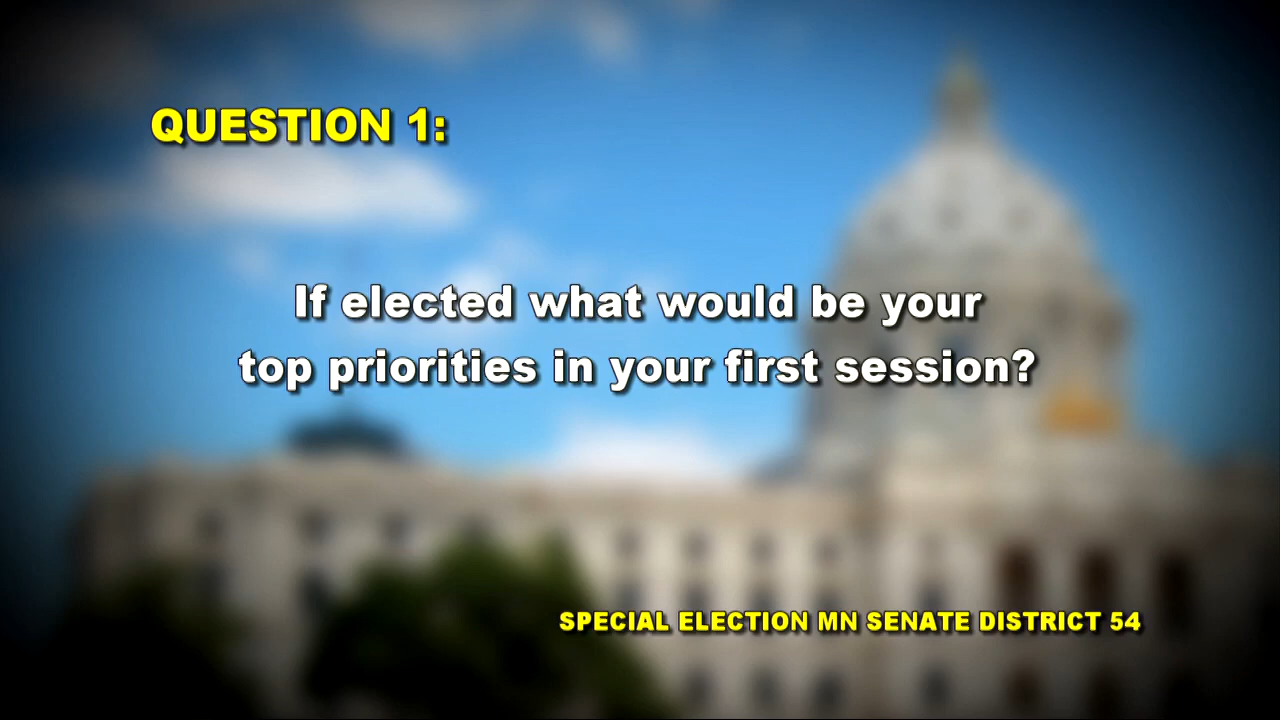 QUESTION 1:
If elected what would be your
top priorities in your first session?
SPECIAL ELECTION MN SENATE DISTRICT 54